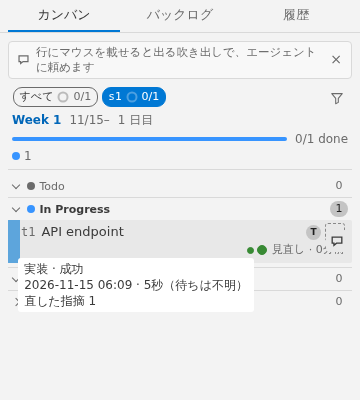 カンバン バックログ 履歴
行にマウスを載せると出る吹き出しで、エージェント
に頼めます ×
すべて 0/1 s1 0/1
Week 1 11/15– 1 日目
0/1 done
1
Todo 0
In Progress 1
t1 API endpoint T
見直し · 0分前
0
実装 · 成功
2026-11-15 06:09 · 5秒（待ちは不明）
直した指摘 1
0